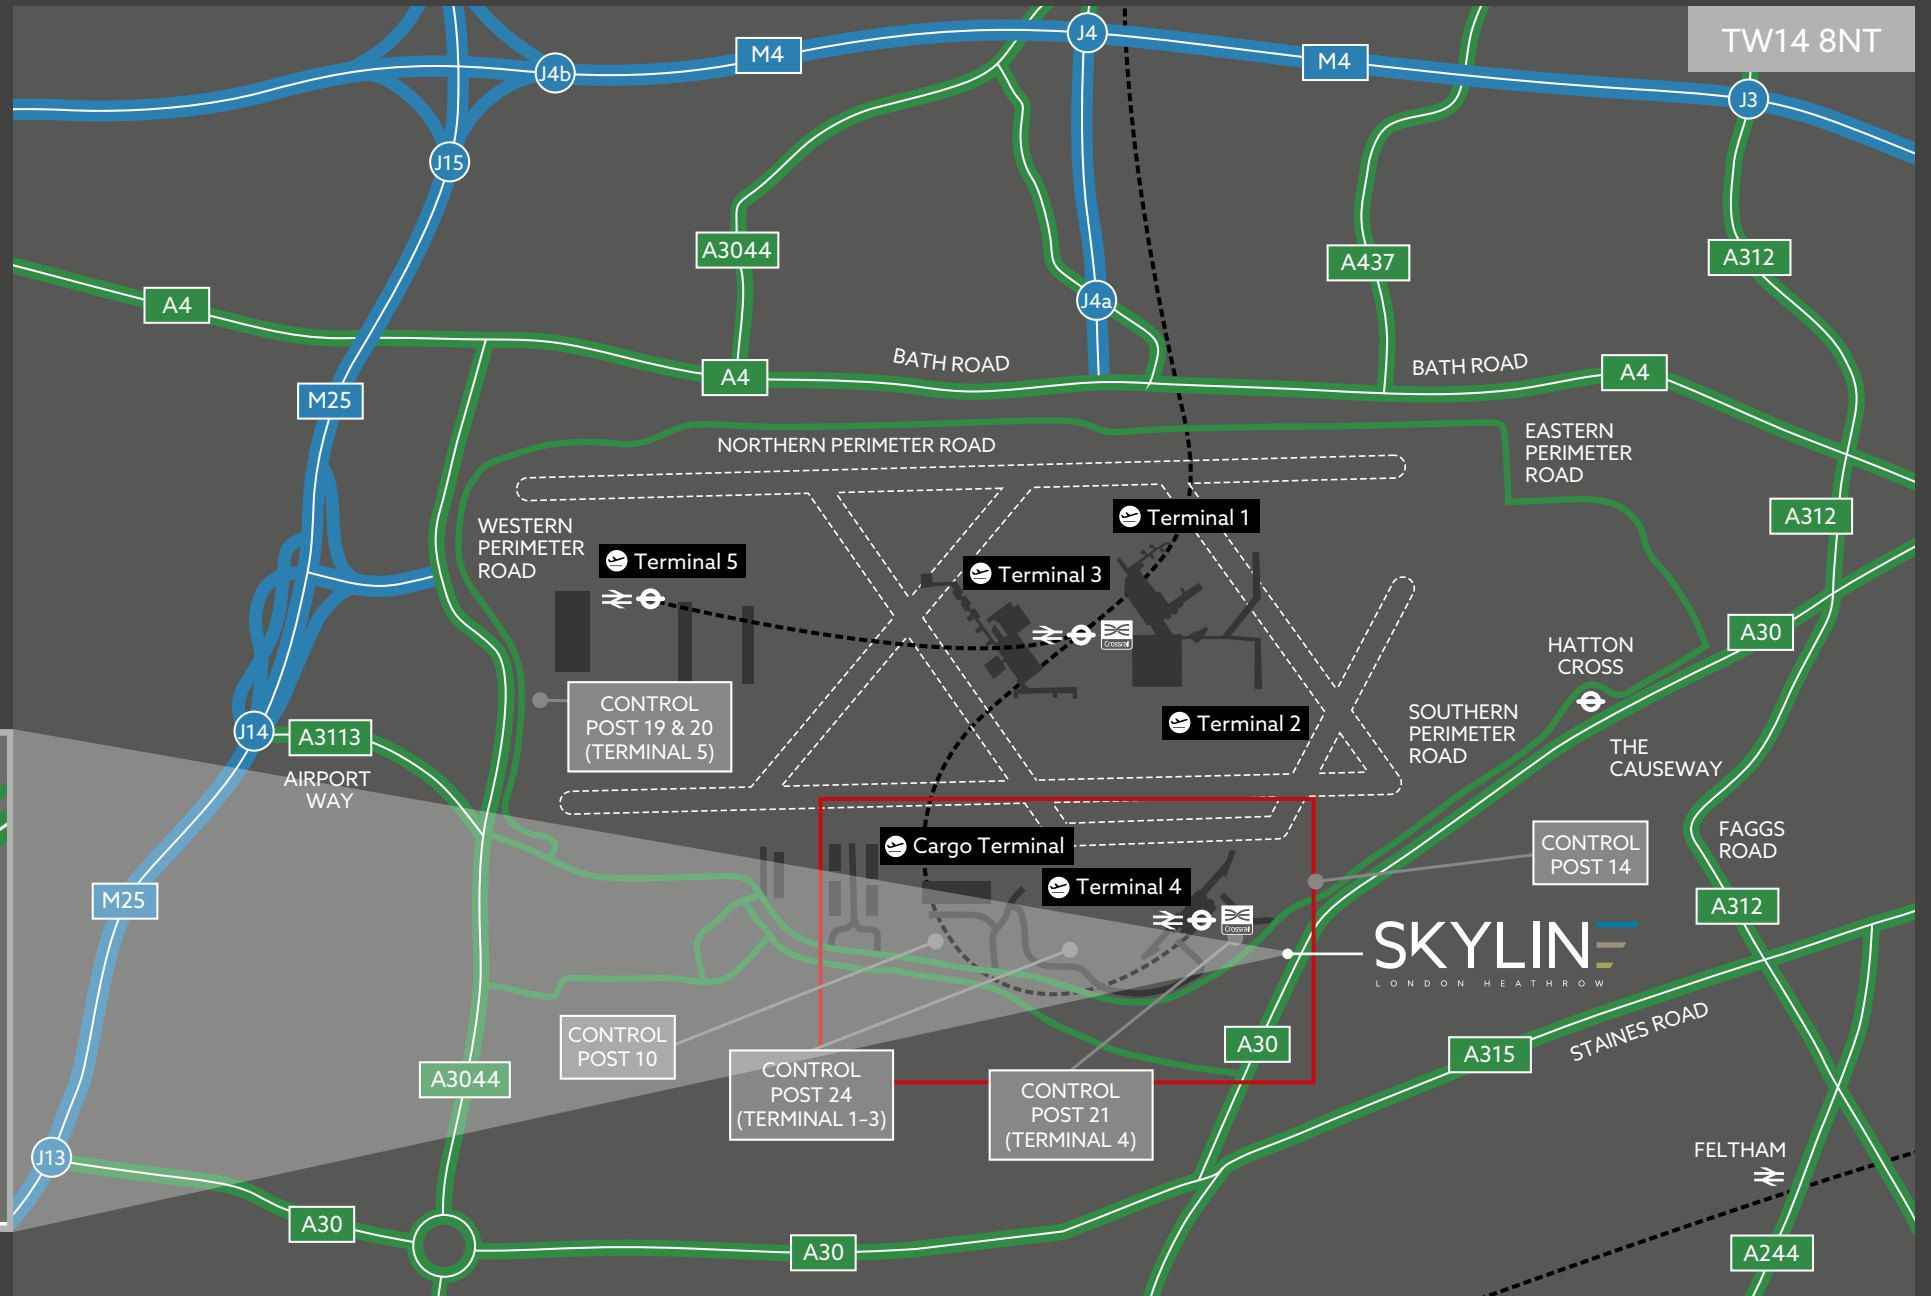 TW14 8NT
J4
M4
M4
J4b
J3
J15
A3044
A437
A312
J4a
A4
BATH ROAD
BATH ROAD
A4
A4
M25
NORTHERN PERIMETER ROAD
EASTERN
PERIMETER
ROAD
Terminal 1
A312
WESTERN
PERIMETER
ROAD
Terminal 5
Terminal 3
Crossrail
A30
HATTON
CROSS
CONTROL
POST 19 & 20
(TERMINAL 5)
Terminal 2
SOUTHERN
PERIMETER
ROAD
J14
A3113
AIRPORT
WAY
THE
CAUSEWAY
Cargo Terminal
CONTROL
POST 14
FAGGS
ROAD
Terminal 4
Crossrail
M25
A312
SKYLINE
LONDON HEATHROW
CONTROL
POST 10
A30
A315
STAINES ROAD
A3044
CONTROL
POST 24
(TERMINAL 1–3)
CONTROL
POST 21
(TERMINAL 4)
J13
FELTHAM
A30
A30
A244